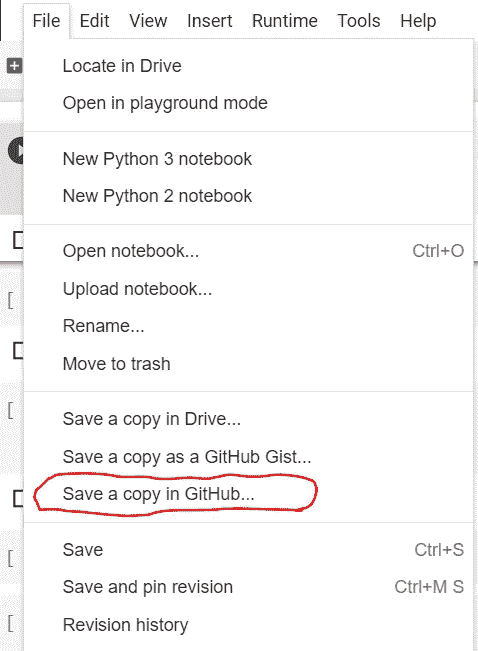 File Edit View Insert Runtime Tools Help
Locate in Drive
Open in playground mode
New Python 3 notebook
New Python 2 notebook
Open notebook... Ctrl+O
Upload notebook...
Rename...
Move to trash
Save a copy in Drive...
Save a copy as a GitHub Gist...
Save a copy in GitHub...
Save Ctrl+S
Save and pin revision Ctrl+M S
Revision history